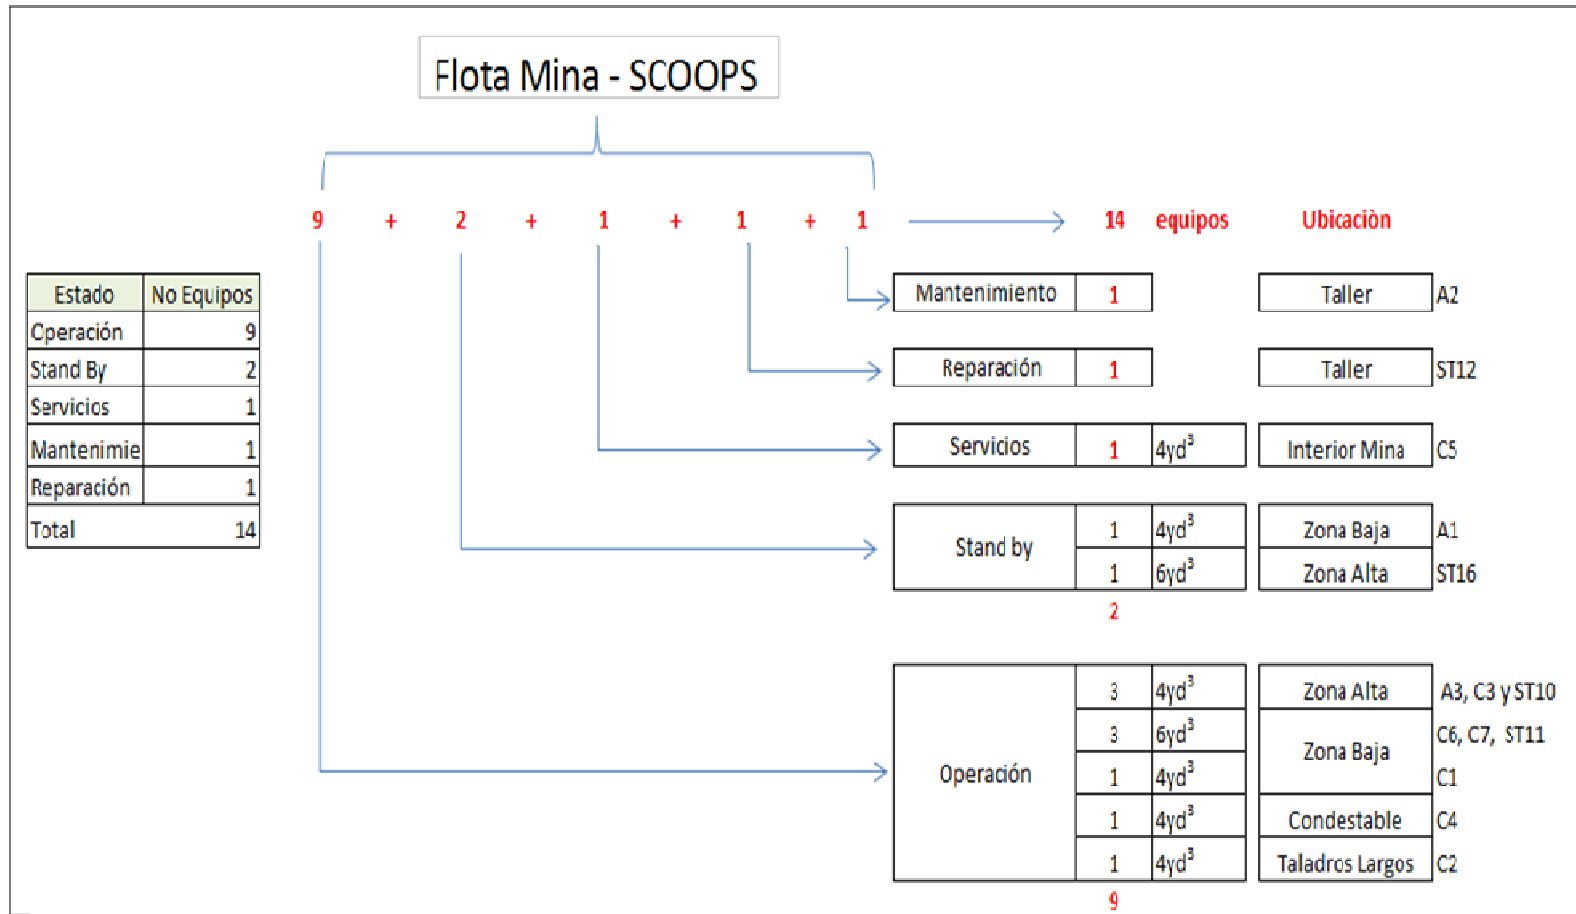 Flota Mina - SCOOPS
9 + 2 + 1 + 1 + 1 14 equipos Ubicaciòn
Estado No Equipos
Operación 9
Stand By 2
Servicios 1
Mantenimie 1
Reparación 1
Total 14
Mantenimiento 1 Taller A2
Reparación 1 Taller ST12
Servicios 1 4yd³ Interior Mina C5
Stand by
1 4yd³ Zona Baja A1
1 6yd³ Zona Alta ST16
2
Operación
3 4yd³ Zona Alta A3, C3 y ST10
3 6yd³ Zona Baja C6, C7, ST11
1 4yd³ C1
1 4yd³ Condestable C4
1 4yd³ Taladros Largos C2
9